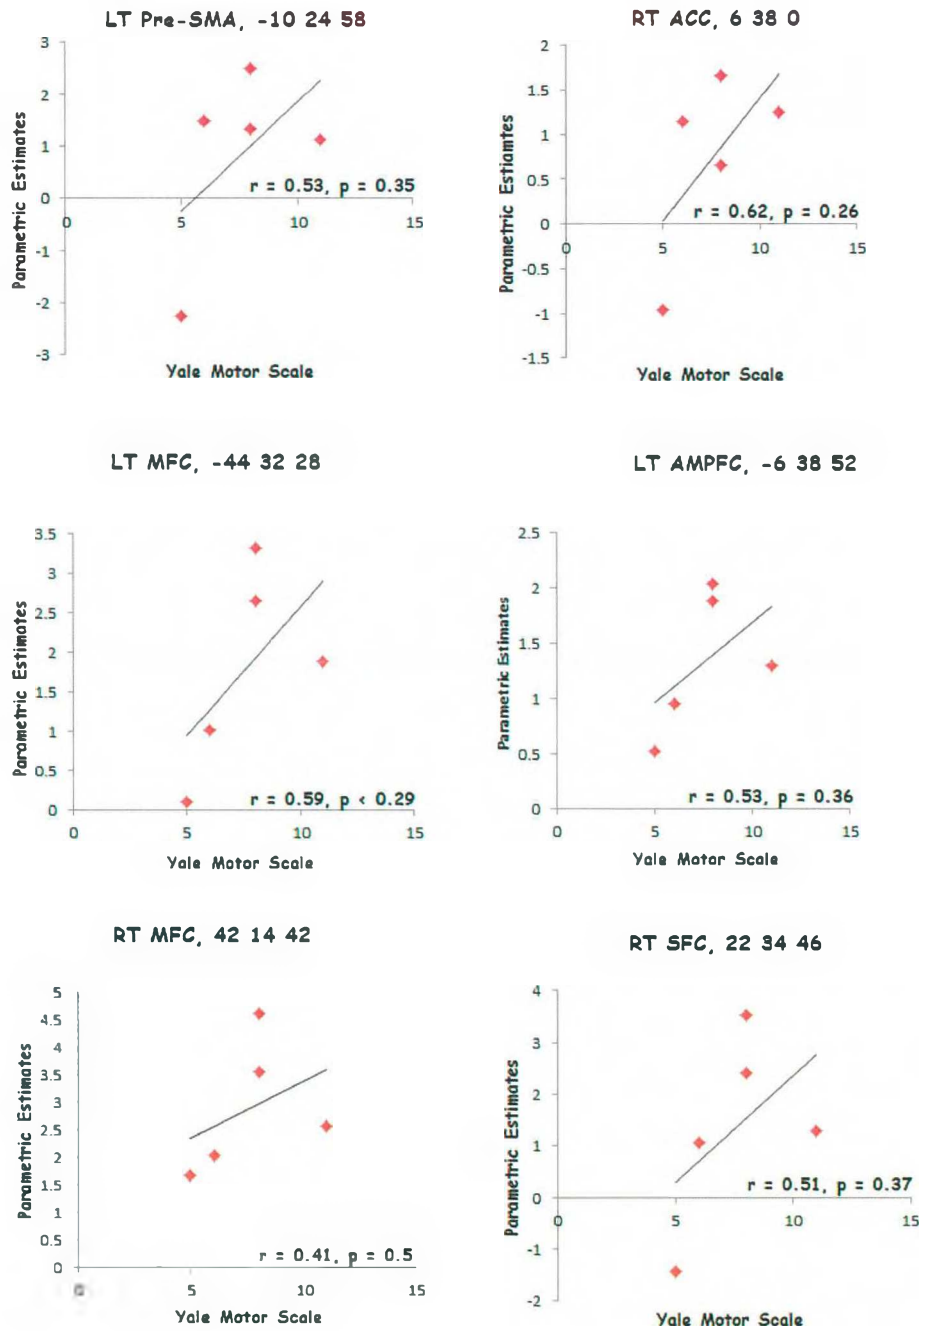 LT Pre-SMA, -10 24 58
3
2
1
0
-1
-2
-3
0
5
10
15
Parametric Estimates
r = 0.53, p = 0.35
Yale Motor Scale
RT ACC, 6 38 0
2
1.5
1
0.5
0
-0.5
-1
-1.5
0
5
10
15
Parametric Estiamtes
r = 0.62, p = 0.26
Yale Motor Scale
LT MFC, -44 32 28
3.5
3
2.5
2
1.5
1
0.5
0
0
5
10
15
Parametric Estimates
r = 0.59, p < 0.29
Yale Motor Scale
LT AMPFC, -6 38 52
2.5
2
1.5
1
0.5
0
0
5
10
15
Parametric Estimates
r = 0.53, p = 0.36
Yale Motor Scale
RT MFC, 42 14 42
5
4.5
4
3.5
3
2.5
2
1.5
1
0.5
0
0
5
10
15
Parametric Estimates
r = 0.41, p = 0.5
Yale Motor Scale
RT SFC, 22 34 46
4
3
2
1
0
-1
-2
0
5
10
15
Parametric Estimates
r = 0.51, p = 0.37
Yale Motor Scale